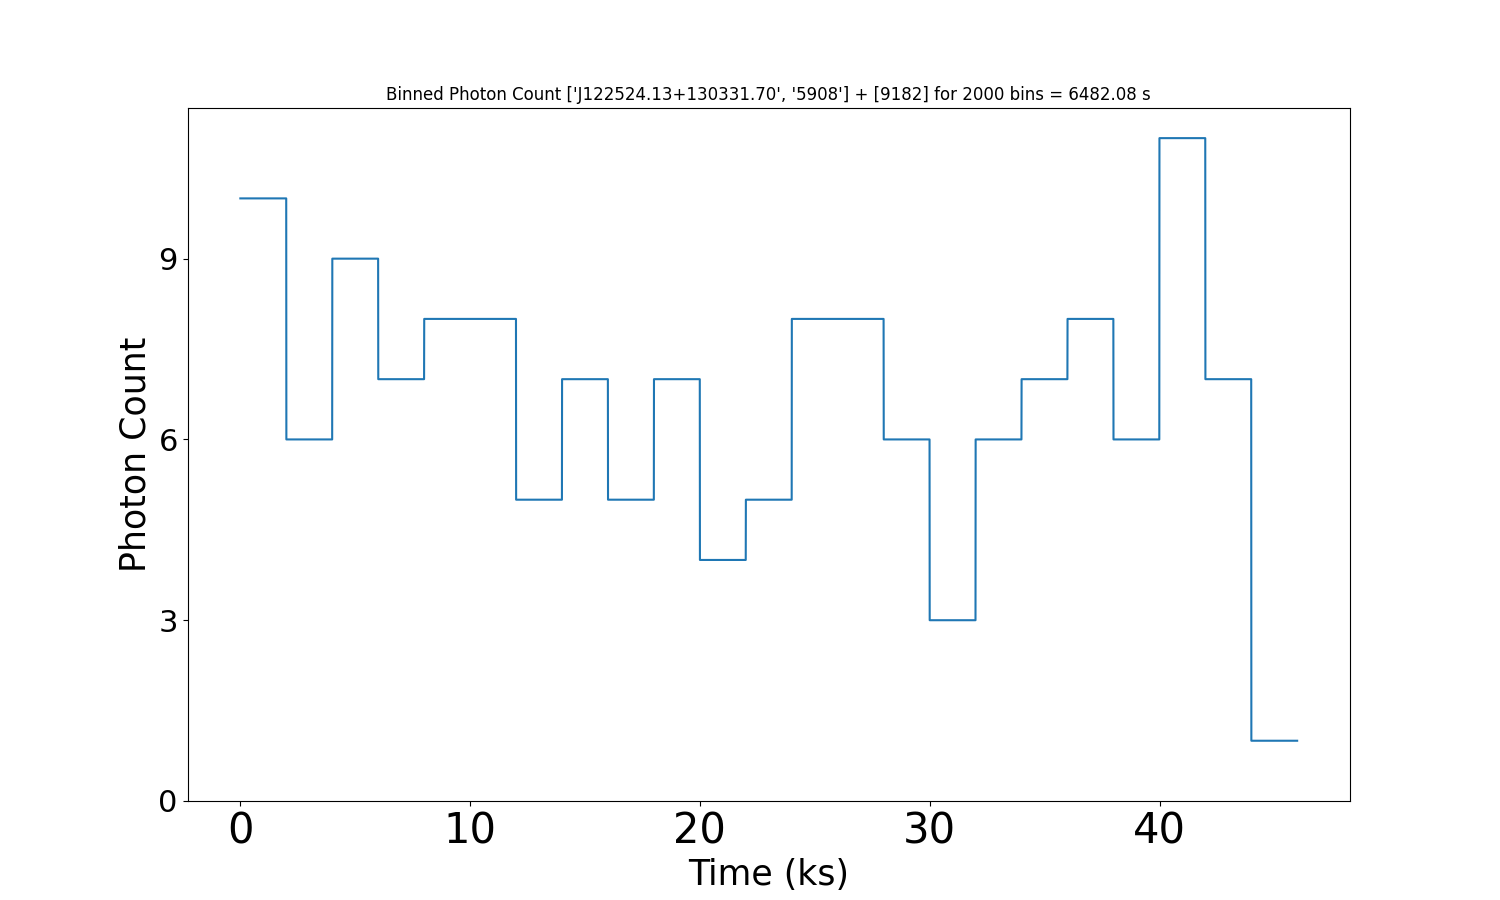 Binned Photon Count ['J122524.13+130331.70', '5908'] + [9182] for 2000 bins = 6482.08 s
Photon Count
9
6
3
0
0 10 20 30 40
Time (ks)